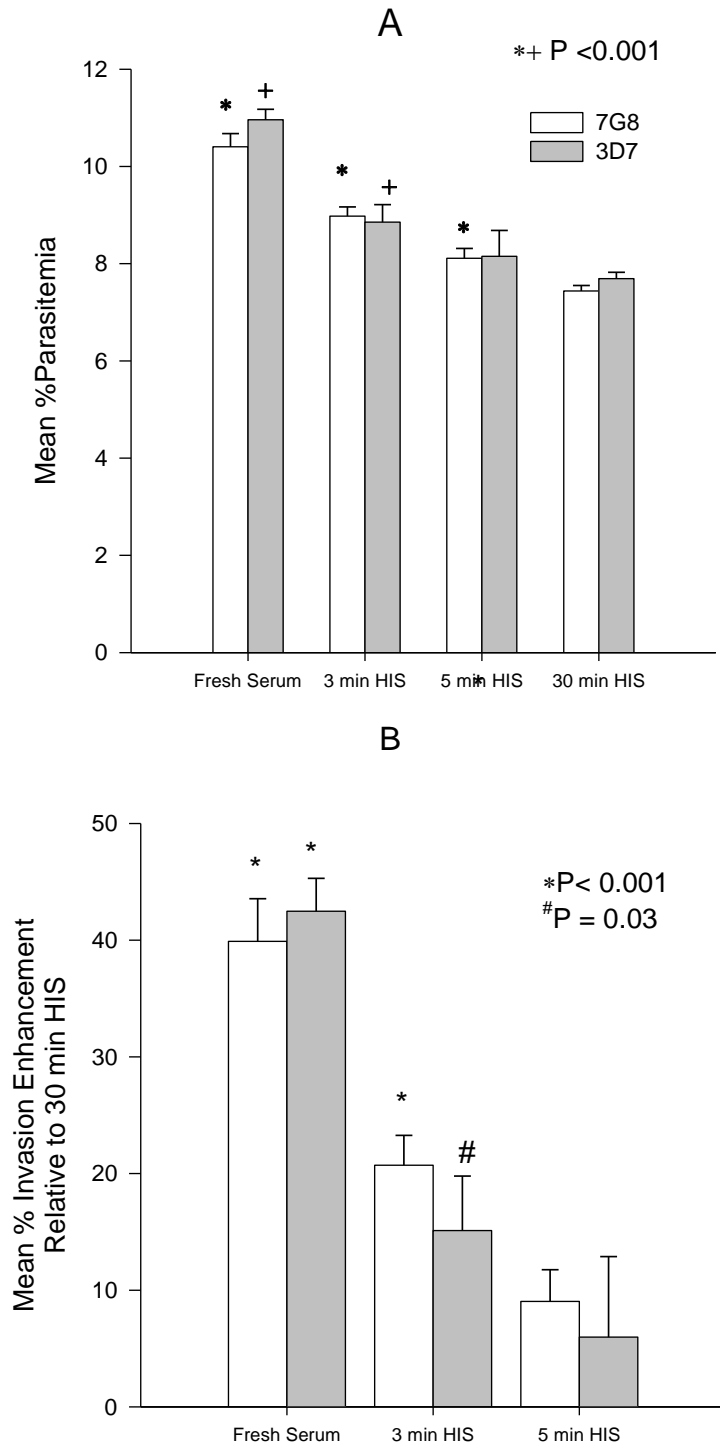 A
*+ P <0.001
12
10
8
6
4
2
0
Mean %Parasitemia
7G8
3D7
* +
* +
*
Fresh Serum 3 min HIS 5 min HIS 30 min HIS
*
B
50
40
30
20
10
0
Mean % Invasion Enhancement
Relative to 30 min HIS
*P< 0.001
#P = 0.03
* *
* #
Fresh Serum 3 min HIS 5 min HIS